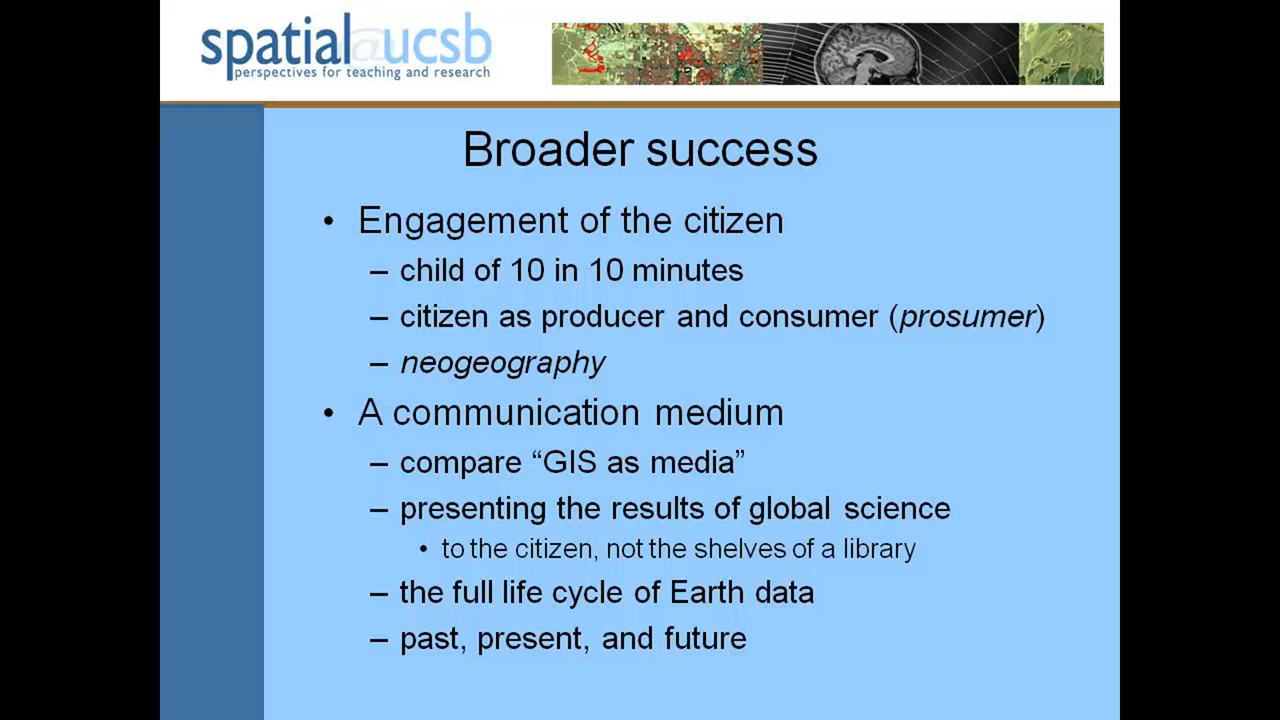 spatial@ucsb
perspectives for teaching and research
Broader success
• Engagement of the citizen
– child of 10 in 10 minutes
– citizen as producer and consumer (prosumer)
– neogeography
• A communication medium
– compare “GIS as media”
– presenting the results of global science
• to the citizen, not the shelves of a library
– the full life cycle of Earth data
– past, present, and future